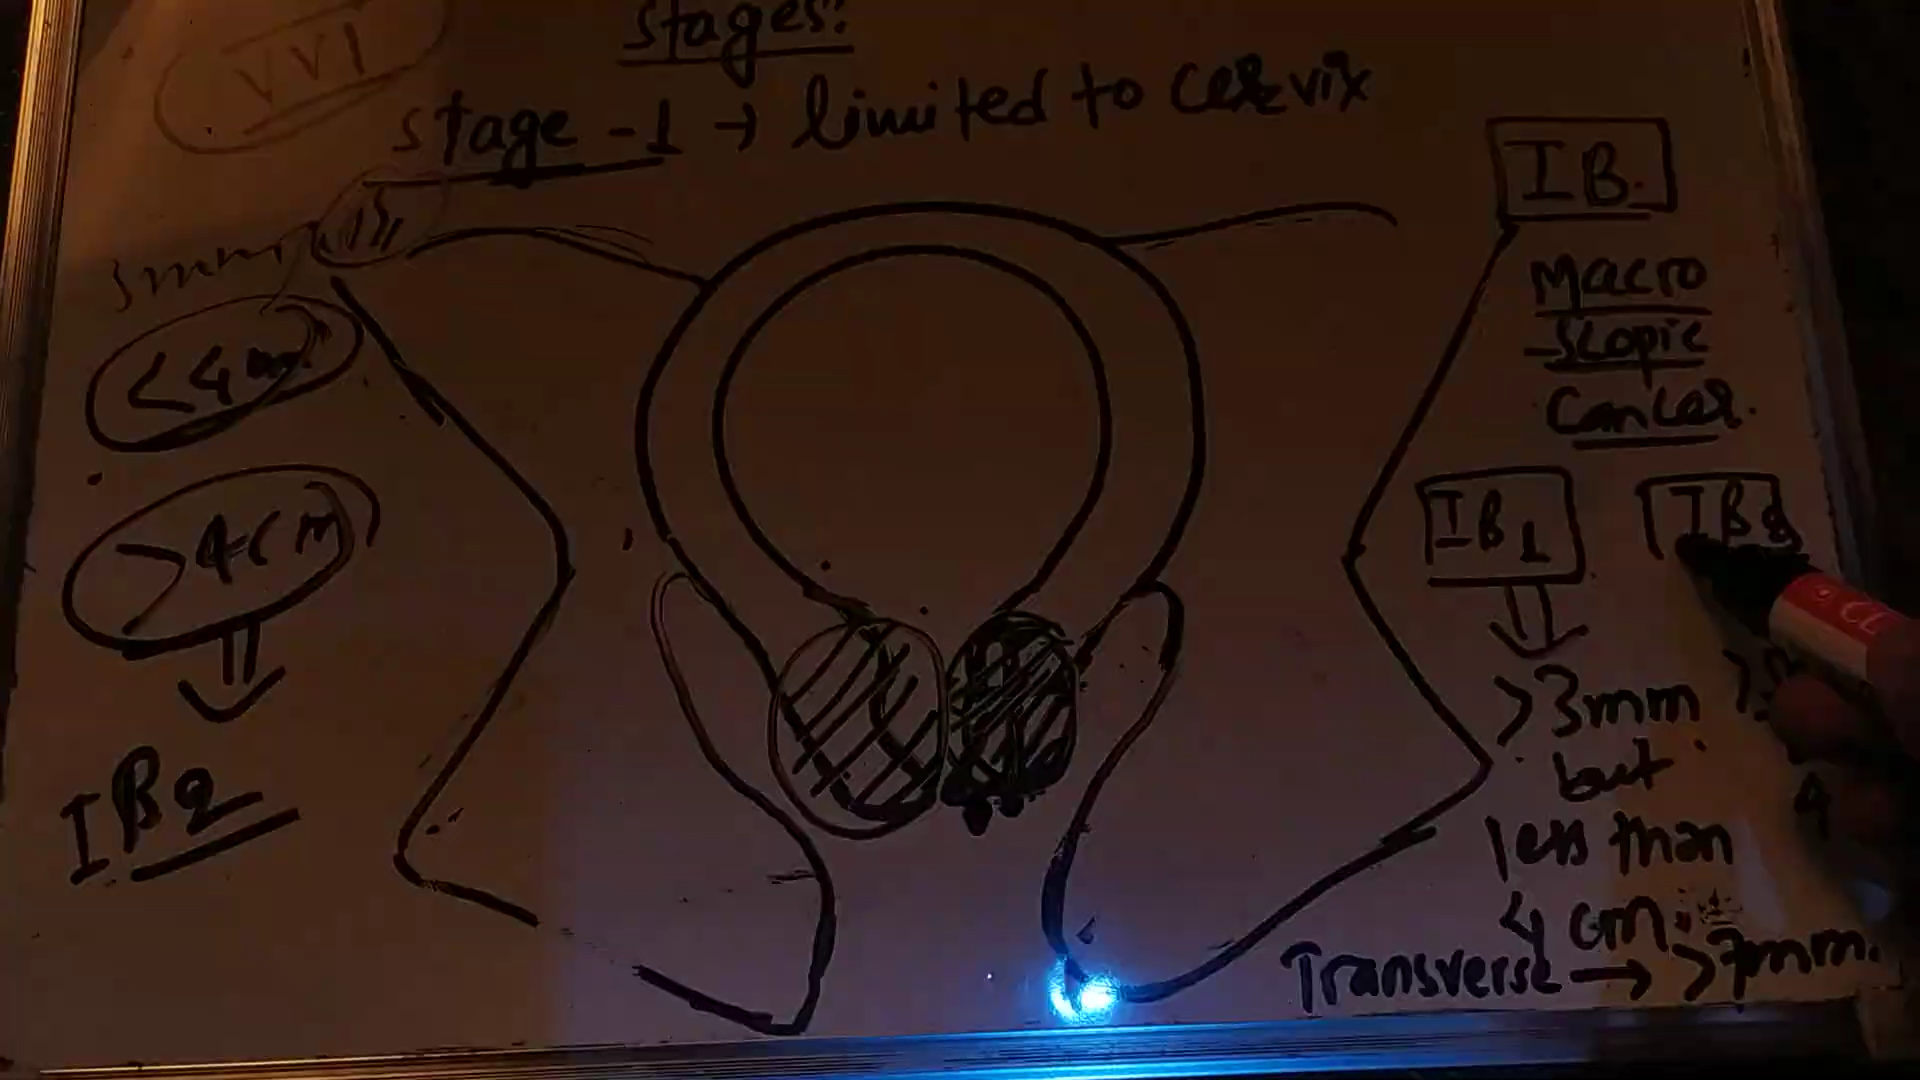 stages:
VVI
stage - 1 → limited to cervix
IB.
3mm
Macro
-scopic
cancer.
>4cm
IB1
IB2
>3mm
but
less than
4 cm.
IB2
Transverse → >7mm.